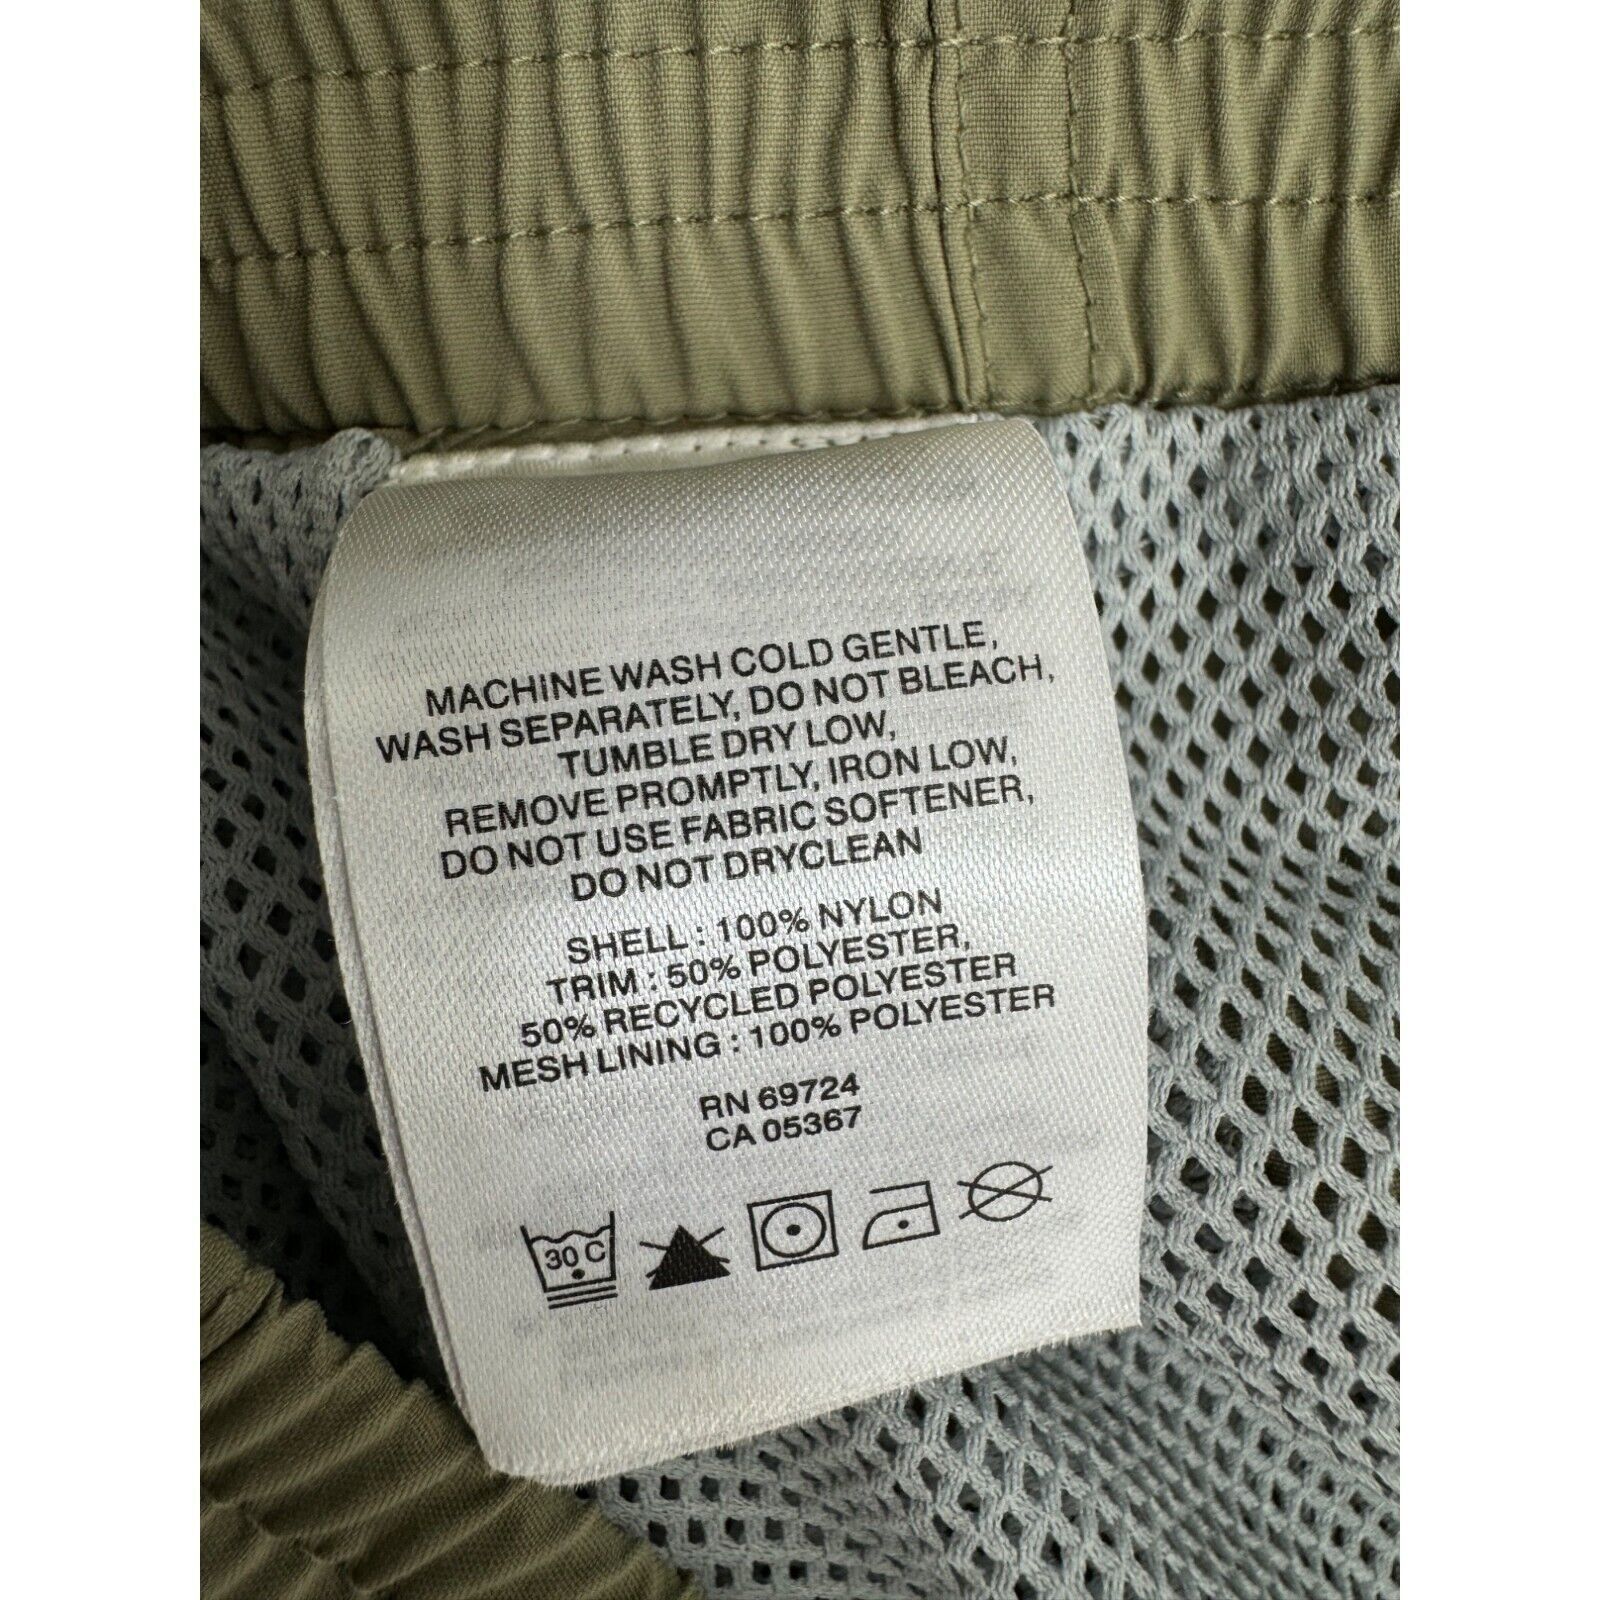 MACHINE WASH COLD GENTLE,
WASH SEPARATELY, DO NOT BLEACH,
TUMBLE DRY LOW,
REMOVE PROMPTLY, IRON LOW,
DO NOT USE FABRIC SOFTENER,
DO NOT DRYCLEAN
SHELL : 100% NYLON
TRIM : 50% POLYESTER,
50% RECYCLED POLYESTER
MESH LINING : 100% POLYESTER
RN 69724
CA 05367
30 C